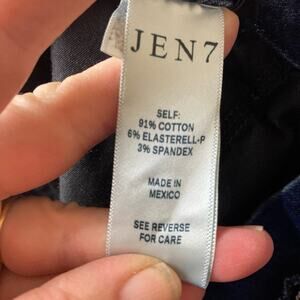 JEN7
SELF:
91% COTTON
6% ELASTERELL-P
3% SPANDEX
MADE IN
MEXICO
SEE REVERSE
FOR CARE